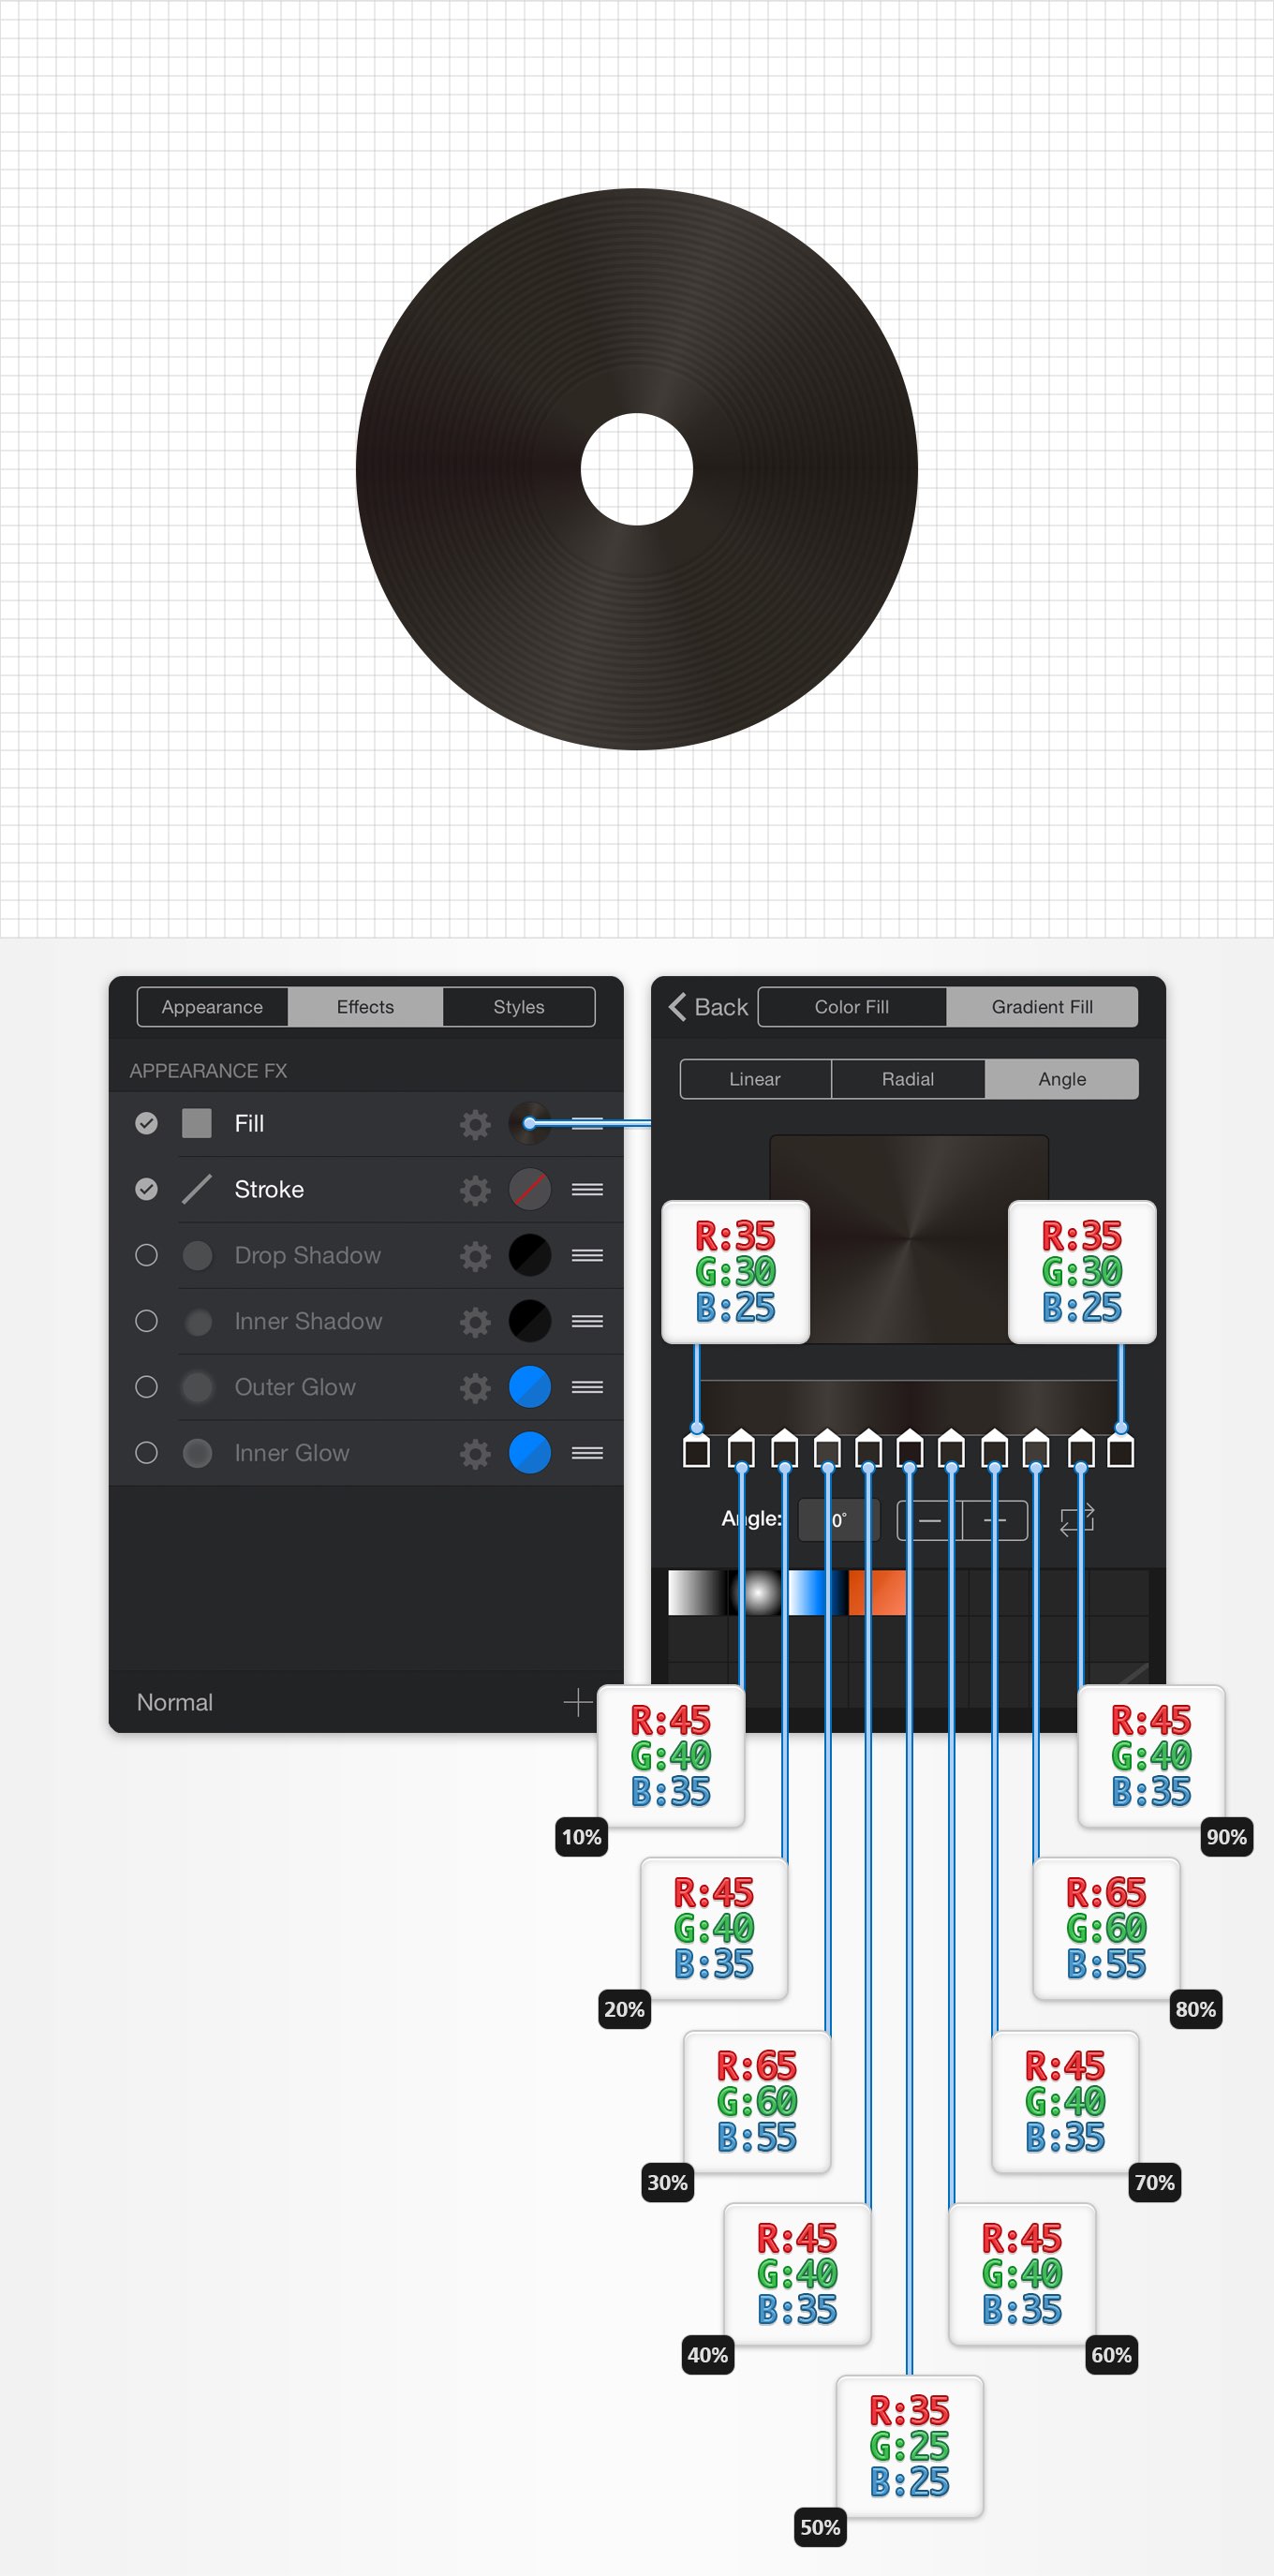 Appearance
Effects
Styles
Back
Color Fill
Gradient Fill
APPEARANCE FX
Linear
Radial
Angle
Fill
Stroke
Drop Shadow
Inner Shadow
Outer Glow
Inner Glow
R:35
G:30
B:25
R:35
G:30
B:25
Angle:
0°
Normal
R:45
G:40
B:35
10%
R:45
G:40
B:35
90%
R:45
G:40
B:35
20%
R:65
G:60
B:55
80%
R:65
G:60
B:55
30%
R:45
G:40
B:35
70%
R:45
G:40
B:35
40%
R:45
G:40
B:35
60%
R:35
G:25
B:25
50%